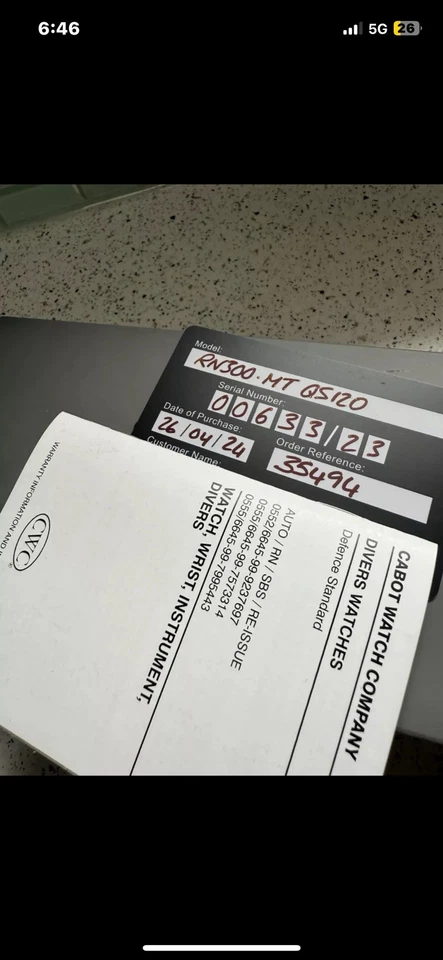 6:46
5G
26
Model:
RN300.MT QS120
Serial Number:
00633/23
Date of Purchase:
26/04/24
Order Reference:
35494
Customer Name:
CABOT WATCH COMPANY
DIVERS WATCHES
Defence Standard
AUTO / RN / SBS / RE-ISSUE
0552/6645-99-9237697
0555/6645-99-7573314
0555/6645-99-7995443
WATCH, WRIST, INSTRUMENT,
DIVERS
WARRANTY INFORMATION AND
CWC